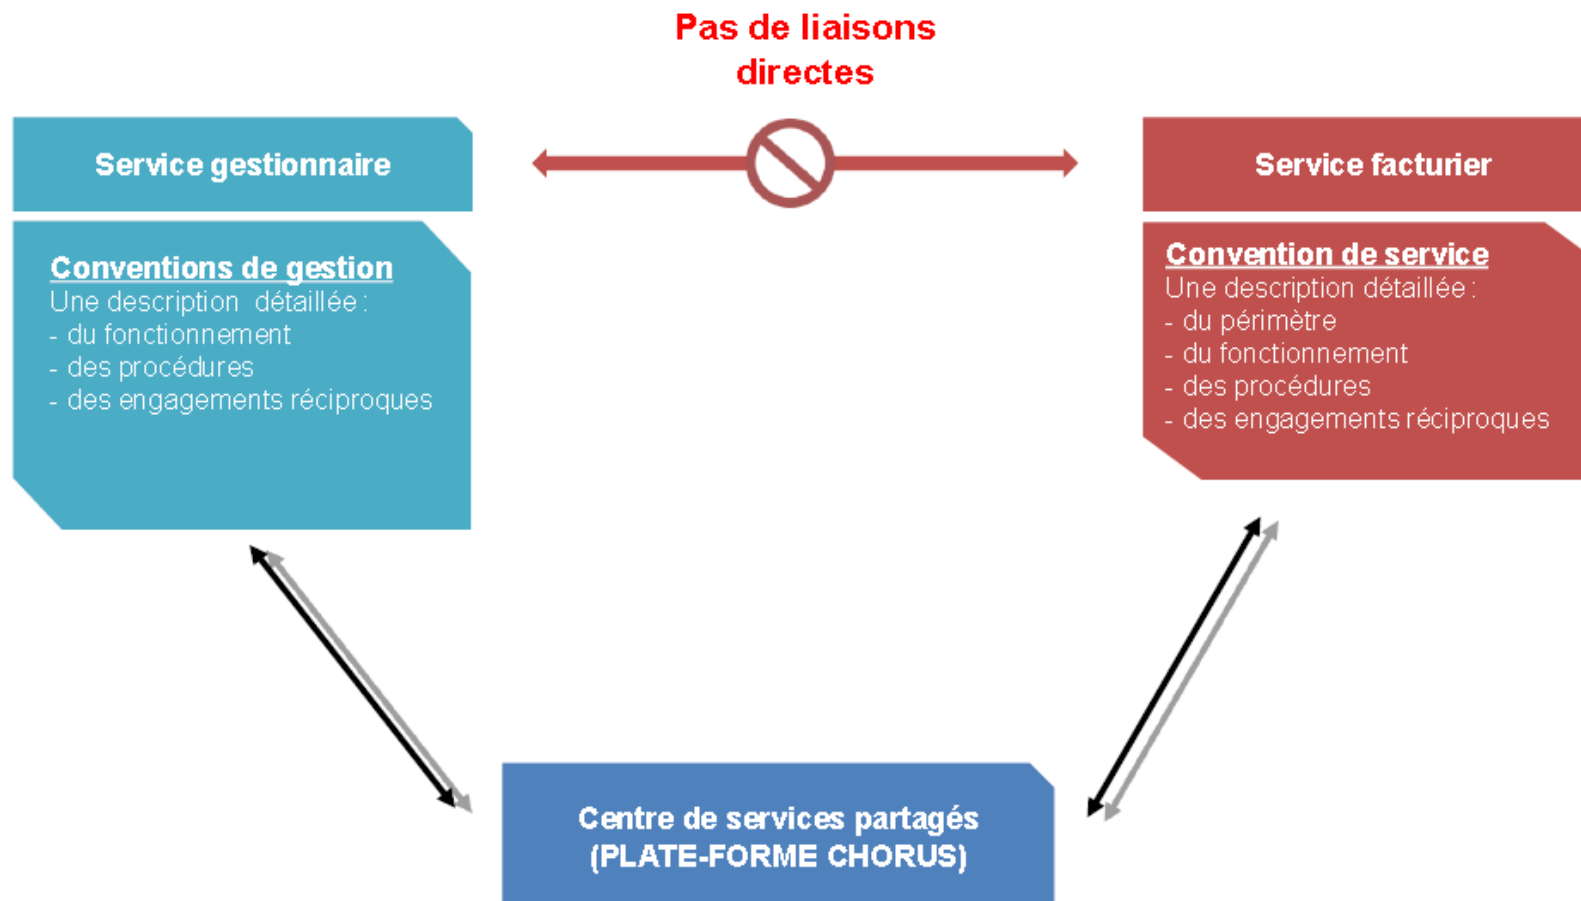 Pas de liaisons
directes
Service gestionnaire
Service facturier
Conventions de gestion
Une description détaillée :
- du fonctionnement
- des procédures
- des engagements réciproques
Convention de service
Une description détaillée :
- du périmètre
- du fonctionnement
- des procédures
- des engagements réciproques
Centre de services partagés
(PLATE-FORME CHORUS)